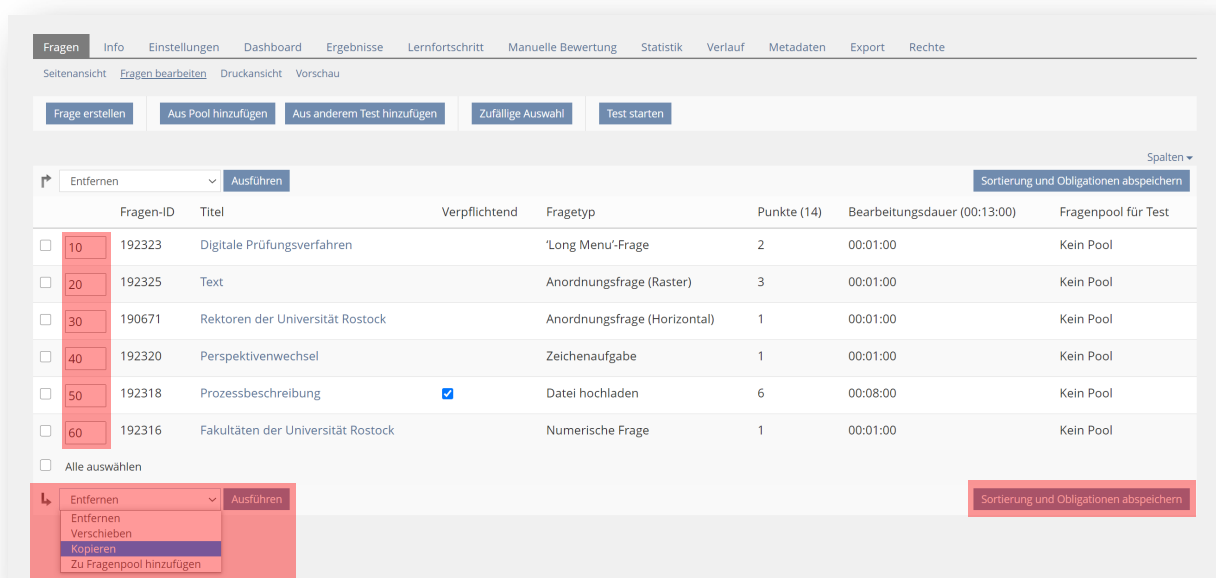 Fragen Info Einstellungen Dashboard Ergebnisse Lernfortschritt Manuelle Bewertung Statistik Verlauf Metadaten Export Rechte
Seitenansicht Fragen bearbeiten Druckansicht Vorschau
Frage erstellen Aus Pool hinzufügen Aus anderem Test hinzufügen Zufällige Auswahl Test starten
Spalten
Entfernen Ausführen Sortierung und Obligationen abspeichern
Fragen-ID Titel Verpflichtend Fragetyp Punkte (14) Bearbeitungsdauer (00:13:00) Fragenpool für Test
10 192323 Digitale Prüfungsverfahren 'Long Menu'-Frage 2 00:01:00 Kein Pool
20 192325 Text Anordnungsfrage (Raster) 3 00:01:00 Kein Pool
30 190671 Rektoren der Universität Rostock Anordnungsfrage (Horizontal) 1 00:01:00 Kein Pool
40 192320 Perspektivenwechsel Zeichenaufgabe 1 00:01:00 Kein Pool
50 192318 Prozessbeschreibung Datei hochladen 6 00:08:00 Kein Pool
60 192316 Fakultäten der Universität Rostock Numerische Frage 1 00:01:00 Kein Pool
Alle auswählen
Entfernen Ausführen Sortierung und Obligationen abspeichern
Entfernen
Verschieben
Kopieren
Zu Fragenpool hinzufügen